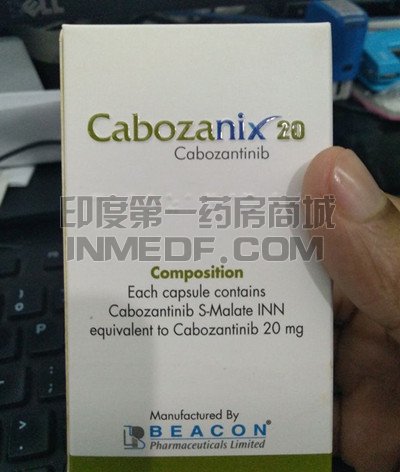 DELL
Cabozanix 20
Cabozantinib
印度第一药房商城
INMEDF.COM
Composition
Each capsule contains
Cabozantinib S-Malate INN
equivalent to Cabozantinib 20 mg
Manufactured By
BEACON®
Pharmaceuticals Limited